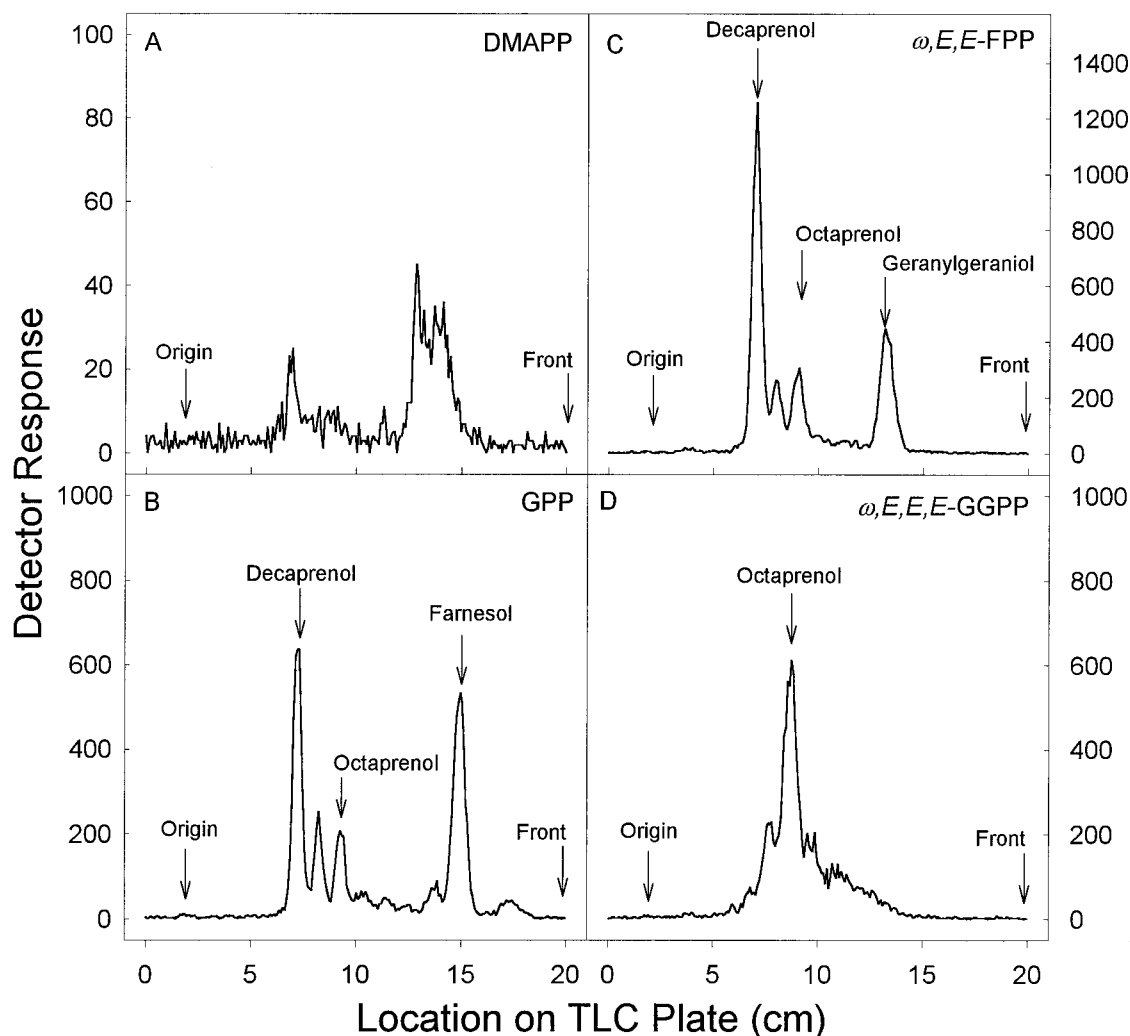 Detector Response
A
DMAPP
100
80
60
40
20
0
Origin
Front
C
ω,E,E-FPP
Decaprenol
Octaprenol
Geranylgeraniol
Origin
Front
1400
1200
1000
800
600
400
200
0
B
GPP
1000
800
600
400
200
0
Decaprenol
Octaprenol
Farnesol
Origin
Front
D
ω,E,E,E-GGPP
Octaprenol
Origin
Front
1000
800
600
400
200
0
0 5 10 15 20
0 5 10 15 20
Location on TLC Plate (cm)